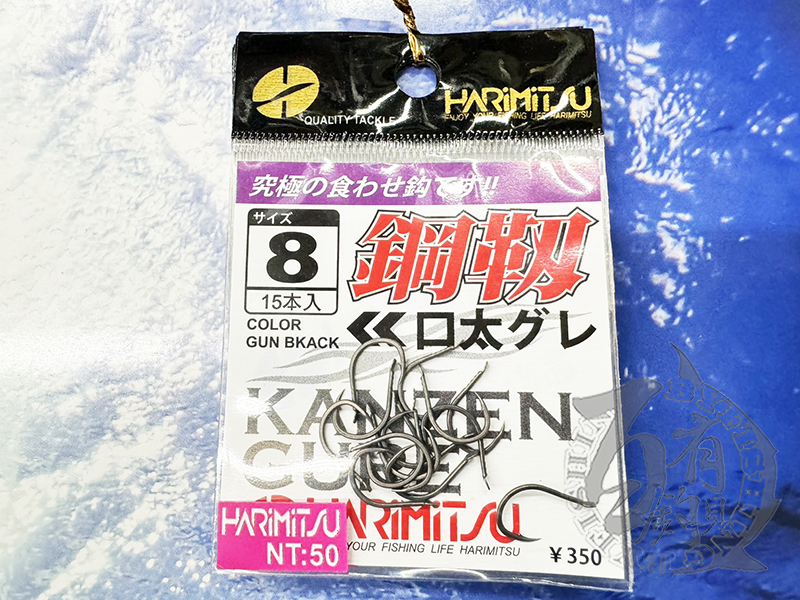 QUALITY TACKLE
HARiMiTSU
ENJOY YOUR FISHING LIFE HARIMITSU
究極の食わせ鈎です!!
サイズ
8
15本入
COLOR
GUN BKACK
鋼靱
口太グレ
KANZEN
GURE
HARiMiTSU
YOUR FISHING LIFE HARIMITSU
¥350
HARiMiTSU
NT:50